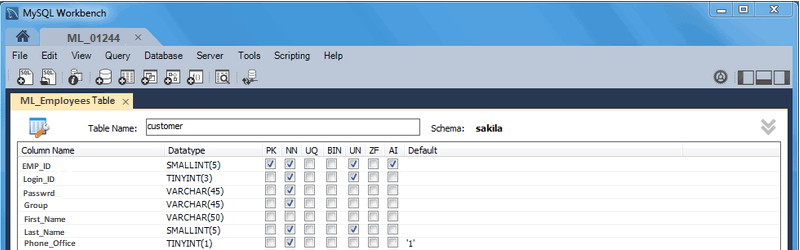 MySQL Workbench
ML_01244 ×
File Edit View Query Database Server Tools Scripting Help
SQL SQL
ML_Employees Table ×
Table Name: customer Schema: sakila
Column Name Datatype PK NN UQ BIN UN ZF AI Default
EMP_ID SMALLINT(5)
Login_ID TINYINT(3)
Passwrd VARCHAR(45)
Group VARCHAR(45)
First_Name VARCHAR(50)
Last_Name SMALLINT(5)
Phone_Office TINYINT(1) '1'